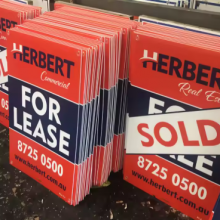 HERBERT
Commercial
FOR
LEASE
8725 0500
www.herbert.com.au
HERBERT
Real Es
SOLD
8725 0500
www.herbert.com.au